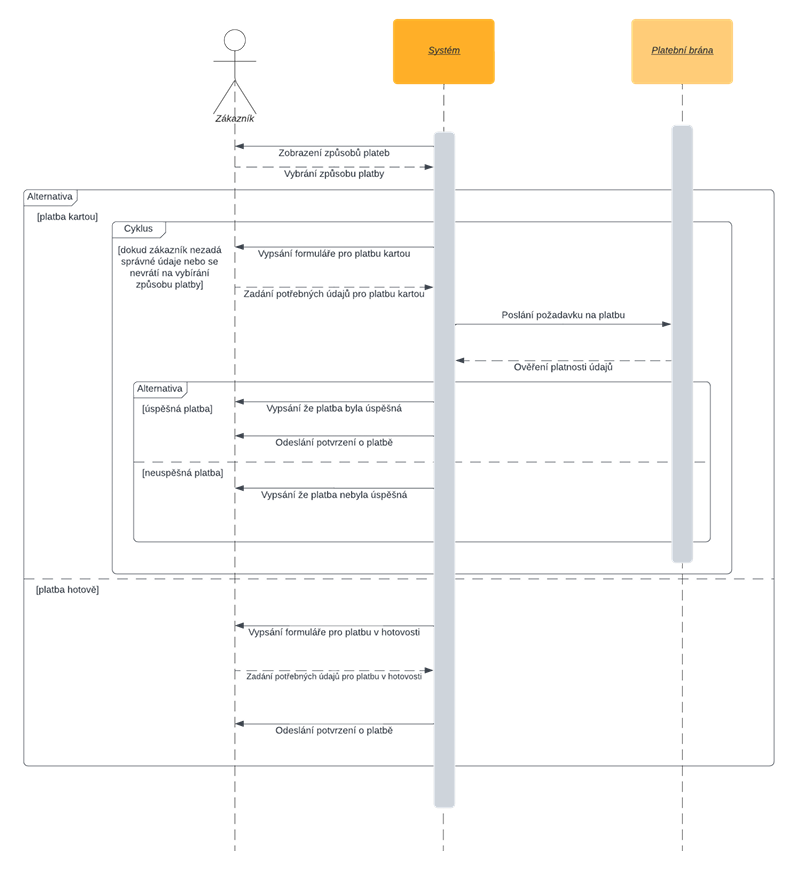 Systém
Platební brána
Zákazník
Zobrazení způsobů plateb
Vybrání způsobu platby
Alternativa
[platba kartou]
Cyklus
[dokud zákazník nezadá
správné údaje nebo se
nevrátí na vybírání
způsobu platby]
Vypsání formuláře pro platbu kartou
Zadání potřebných údajů pro platbu kartou
Poslání požadavku na platbu
Ověření platnosti údajů
Alternativa
[úspěšná platba]
Vypsání že platba byla úspěšná
Odeslání potvrzení o platbě
[neuspěšná platba]
Vypsání že platba nebyla úspěšná
[platba hotově]
Vypsání formuláře pro platbu v hotovosti
Zadání potřebných údajů pro platbu v hotovosti
Odeslání potvrzení o platbě